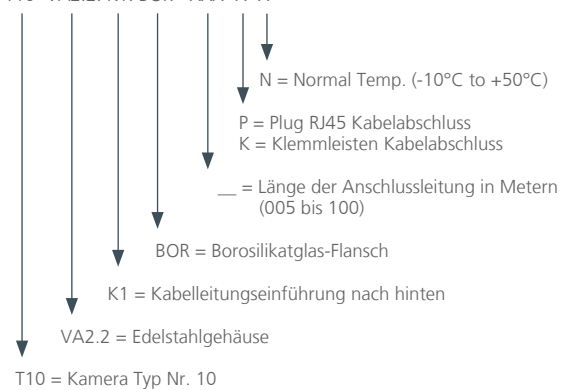 N = Normal Temp. (-10°C to +50°C)
P = Plug RJ45 Kabelabschluss
K = Klemmleisten Kabelabschluss
__ = Länge der Anschlussleitung in Metern
(005 bis 100)
BOR = Borosilikatglas-Flansch
K1 = Kabelleitungseinführung nach hinten
VA2.2 = Edelstahlgehäuse
T10 = Kamera Typ Nr. 10